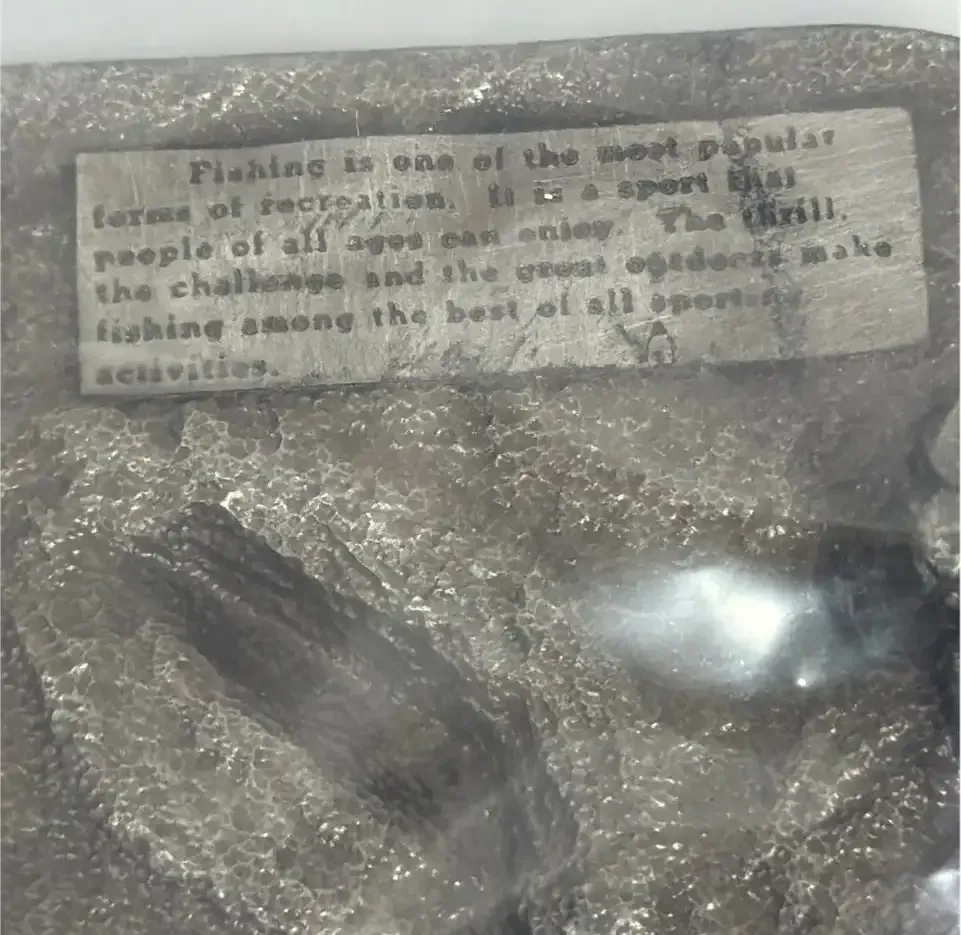 Fishing is one of the most popular
forms of recreation. It is a sport that
people of all ages can enjoy. The thrill,
the challenge and the great outdoors make
fishing among the best of all sporting
activities.